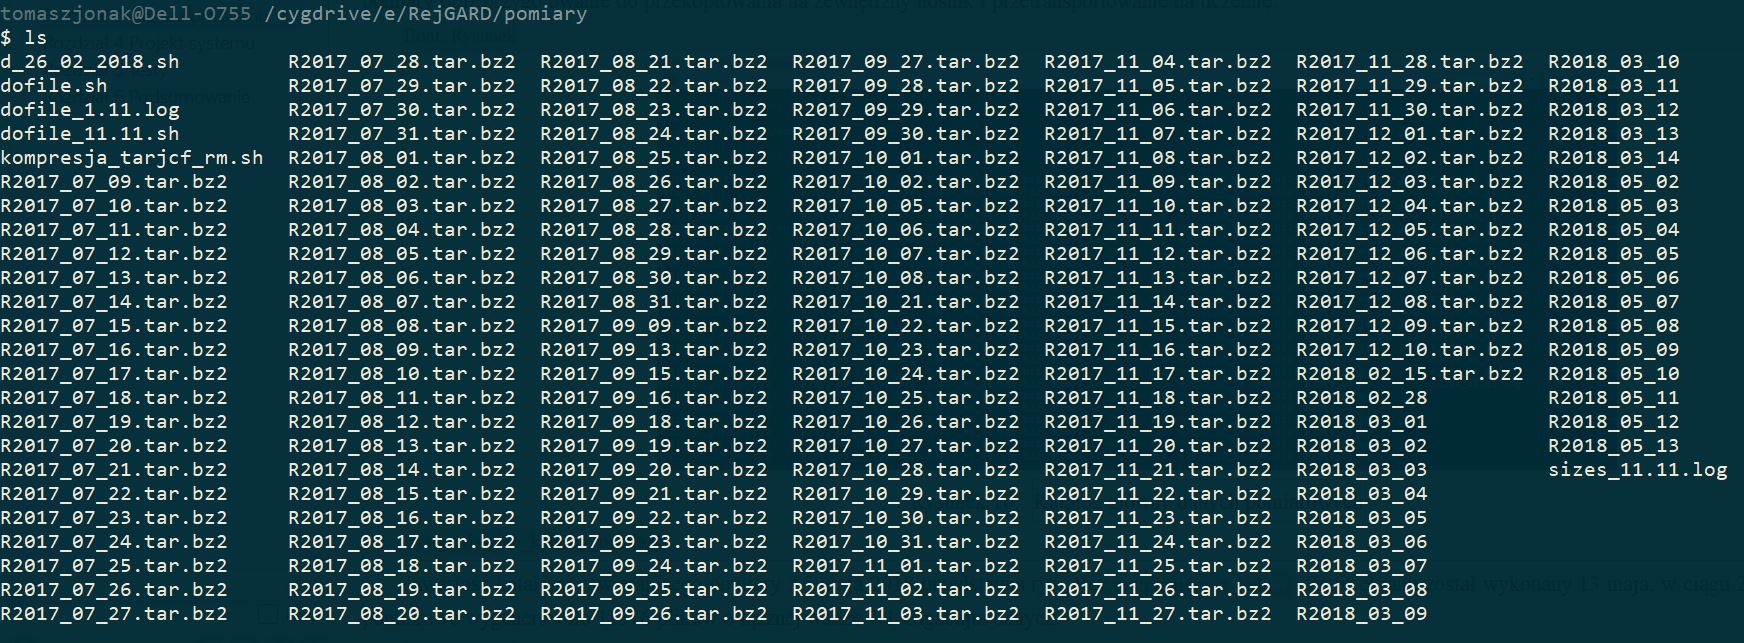 tomaszjonak@Dell-O755 /cygdrive/e/RejGARD/pomiary
$ ls
d_26_02_2018.sh R2017_07_28.tar.bz2 R2017_08_21.tar.bz2 R2017_09_27.tar.bz2 R2017_11_04.tar.bz2 R2017_11_28.tar.bz2 R2018_03_10
dofile.sh R2017_07_29.tar.bz2 R2017_08_22.tar.bz2 R2017_09_28.tar.bz2 R2017_11_05.tar.bz2 R2017_11_29.tar.bz2 R2018_03_11
dofile_1.11.log R2017_07_30.tar.bz2 R2017_08_23.tar.bz2 R2017_09_29.tar.bz2 R2017_11_06.tar.bz2 R2017_11_30.tar.bz2 R2018_03_12
dofile_11.11.sh R2017_07_31.tar.bz2 R2017_08_24.tar.bz2 R2017_09_30.tar.bz2 R2017_11_07.tar.bz2 R2017_12_01.tar.bz2 R2018_03_13
kompresja_tarjcf_rm.sh R2017_08_01.tar.bz2 R2017_08_25.tar.bz2 R2017_10_01.tar.bz2 R2017_11_08.tar.bz2 R2017_12_02.tar.bz2 R2018_03_14
R2017_07_09.tar.bz2 R2017_08_02.tar.bz2 R2017_08_26.tar.bz2 R2017_10_02.tar.bz2 R2017_11_09.tar.bz2 R2017_12_03.tar.bz2 R2018_05_02
R2017_07_10.tar.bz2 R2017_08_03.tar.bz2 R2017_08_27.tar.bz2 R2017_10_05.tar.bz2 R2017_11_10.tar.bz2 R2017_12_04.tar.bz2 R2018_05_03
R2017_07_11.tar.bz2 R2017_08_04.tar.bz2 R2017_08_28.tar.bz2 R2017_10_06.tar.bz2 R2017_11_11.tar.bz2 R2017_12_05.tar.bz2 R2018_05_04
R2017_07_12.tar.bz2 R2017_08_05.tar.bz2 R2017_08_29.tar.bz2 R2017_10_07.tar.bz2 R2017_11_12.tar.bz2 R2017_12_06.tar.bz2 R2018_05_05
R2017_07_13.tar.bz2 R2017_08_06.tar.bz2 R2017_08_30.tar.bz2 R2017_10_08.tar.bz2 R2017_11_13.tar.bz2 R2017_12_07.tar.bz2 R2018_05_06
R2017_07_14.tar.bz2 R2017_08_07.tar.bz2 R2017_08_31.tar.bz2 R2017_10_21.tar.bz2 R2017_11_14.tar.bz2 R2017_12_08.tar.bz2 R2018_05_07
R2017_07_15.tar.bz2 R2017_08_08.tar.bz2 R2017_09_09.tar.bz2 R2017_10_22.tar.bz2 R2017_11_15.tar.bz2 R2017_12_09.tar.bz2 R2018_05_08
R2017_07_16.tar.bz2 R2017_08_09.tar.bz2 R2017_09_13.tar.bz2 R2017_10_23.tar.bz2 R2017_11_16.tar.bz2 R2017_12_10.tar.bz2 R2018_05_09
R2017_07_17.tar.bz2 R2017_08_10.tar.bz2 R2017_09_15.tar.bz2 R2017_10_24.tar.bz2 R2017_11_17.tar.bz2 R2018_02_15.tar.bz2 R2018_05_10
R2017_07_18.tar.bz2 R2017_08_11.tar.bz2 R2017_09_16.tar.bz2 R2017_10_25.tar.bz2 R2017_11_18.tar.bz2 R2018_02_28 R2018_05_11
R2017_07_19.tar.bz2 R2017_08_12.tar.bz2 R2017_09_18.tar.bz2 R2017_10_26.tar.bz2 R2017_11_19.tar.bz2 R2018_03_01 R2018_05_12
R2017_07_20.tar.bz2 R2017_08_13.tar.bz2 R2017_09_19.tar.bz2 R2017_10_27.tar.bz2 R2017_11_20.tar.bz2 R2018_03_02 R2018_05_13
R2017_07_21.tar.bz2 R2017_08_14.tar.bz2 R2017_09_20.tar.bz2 R2017_10_28.tar.bz2 R2017_11_21.tar.bz2 R2018_03_03 sizes_11.11.log
R2017_07_22.tar.bz2 R2017_08_15.tar.bz2 R2017_09_21.tar.bz2 R2017_10_29.tar.bz2 R2017_11_22.tar.bz2 R2018_03_04
R2017_07_23.tar.bz2 R2017_08_16.tar.bz2 R2017_09_22.tar.bz2 R2017_10_30.tar.bz2 R2017_11_23.tar.bz2 R2018_03_05
R2017_07_24.tar.bz2 R2017_08_17.tar.bz2 R2017_09_23.tar.bz2 R2017_10_31.tar.bz2 R2017_11_24.tar.bz2 R2018_03_06
R2017_07_25.tar.bz2 R2017_08_18.tar.bz2 R2017_09_24.tar.bz2 R2017_11_01.tar.bz2 R2017_11_25.tar.bz2 R2018_03_07
R2017_07_26.tar.bz2 R2017_08_19.tar.bz2 R2017_09_25.tar.bz2 R2017_11_02.tar.bz2 R2017_11_26.tar.bz2 R2018_03_08
R2017_07_27.tar.bz2 R2017_08_20.tar.bz2 R2017_09_26.tar.bz2 R2017_11_03.tar.bz2 R2017_11_27.tar.bz2 R2018_03_09